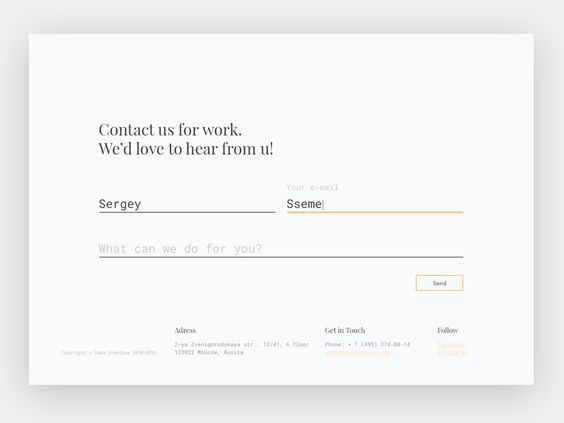 Contact us for work.
We'd love to hear from u!
Your e-mail
Sergey
Sseme
What can we do for you?
Send
Adress
Get in Touch
Follow
2-ya Zvenigorodskaya str., 13/41, 6 floor
Phone: + 7 (495) 374-88-14
Facebook
Copyright © Dada Creative 2010-2015
123022 Moscow, Russia
Instagram